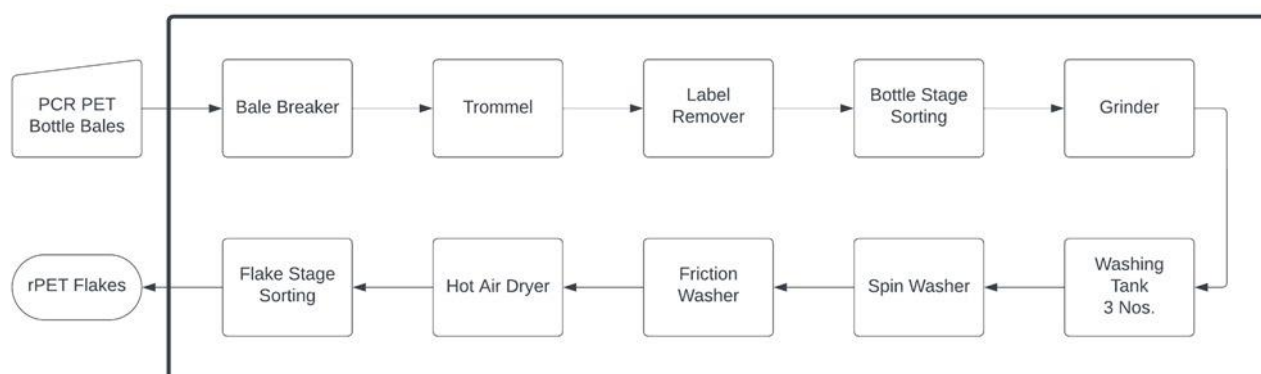 PCR PET
Bottle Bales
Bale Breaker
Trommel
Label
Remover
Bottle Stage
Sorting
Grinder
Washing
Tank
3 Nos.
Spin Washer
Friction
Washer
Hot Air Dryer
Flake Stage
Sorting
rPET Flakes